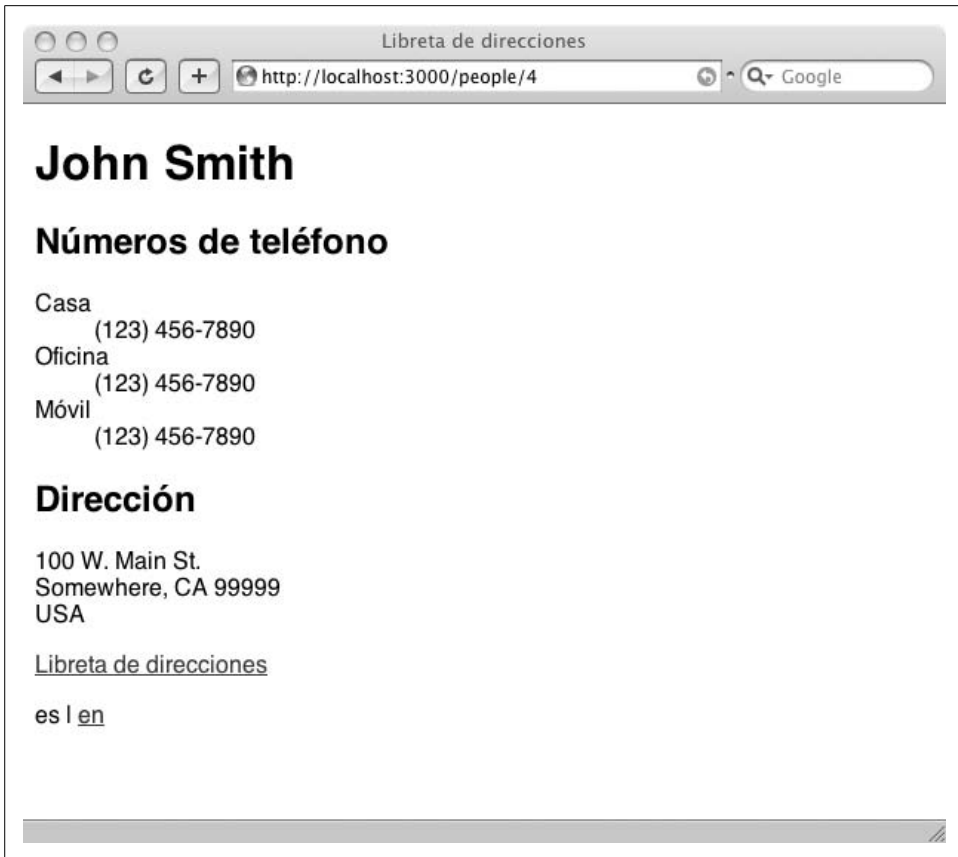 Libreta de direcciones
http://localhost:3000/people/4
Google
John Smith
Números de teléfono
Casa
(123) 456-7890
Oficina
(123) 456-7890
Móvil
(123) 456-7890
Dirección
100 W. Main St.
Somewhere, CA 99999
USA
Libreta de direcciones
es | en